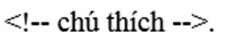 <!-- chú thích -->.